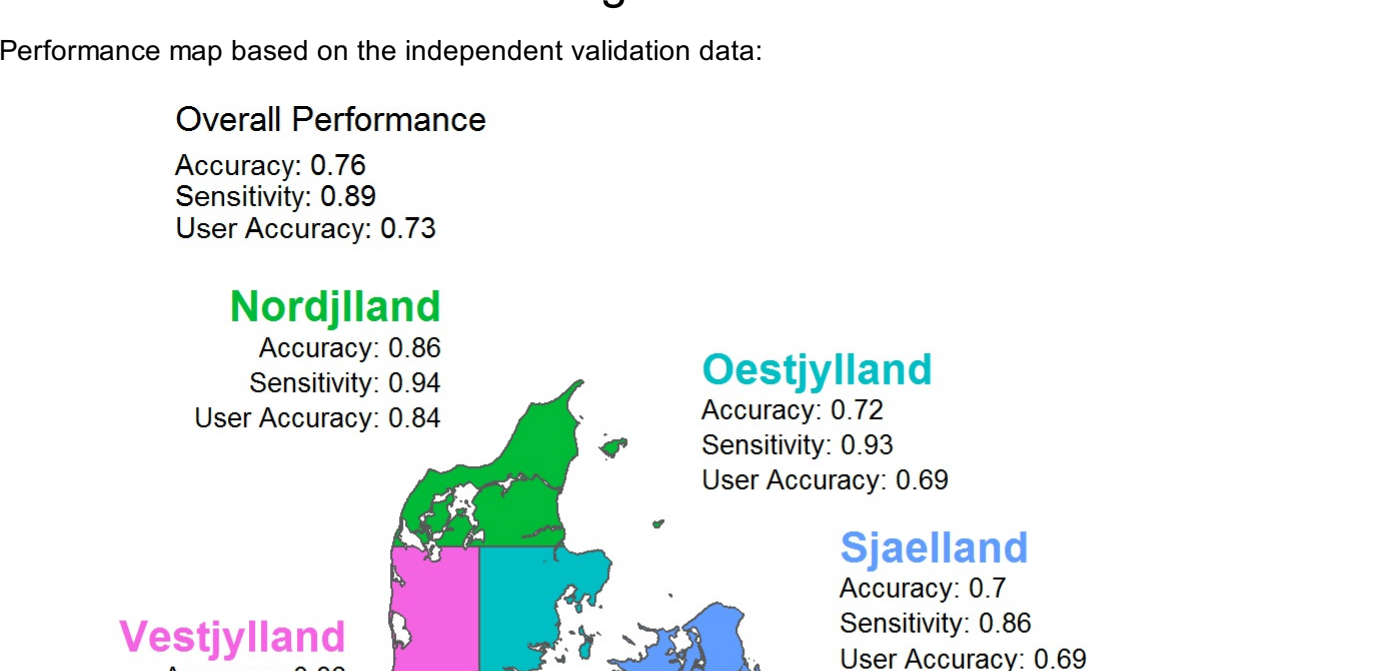 Performance map based on the independent validation data:
Overall Performance
Accuracy: 0.76
Sensitivity: 0.89
User Accuracy: 0.73
Nordjlland
Accuracy: 0.86
Sensitivity: 0.94
User Accuracy: 0.84
Oestjylland
Accuracy: 0.72
Sensitivity: 0.93
User Accuracy: 0.69
Sjaelland
Accuracy: 0.7
Sensitivity: 0.86
User Accuracy: 0.69
Vestjylland